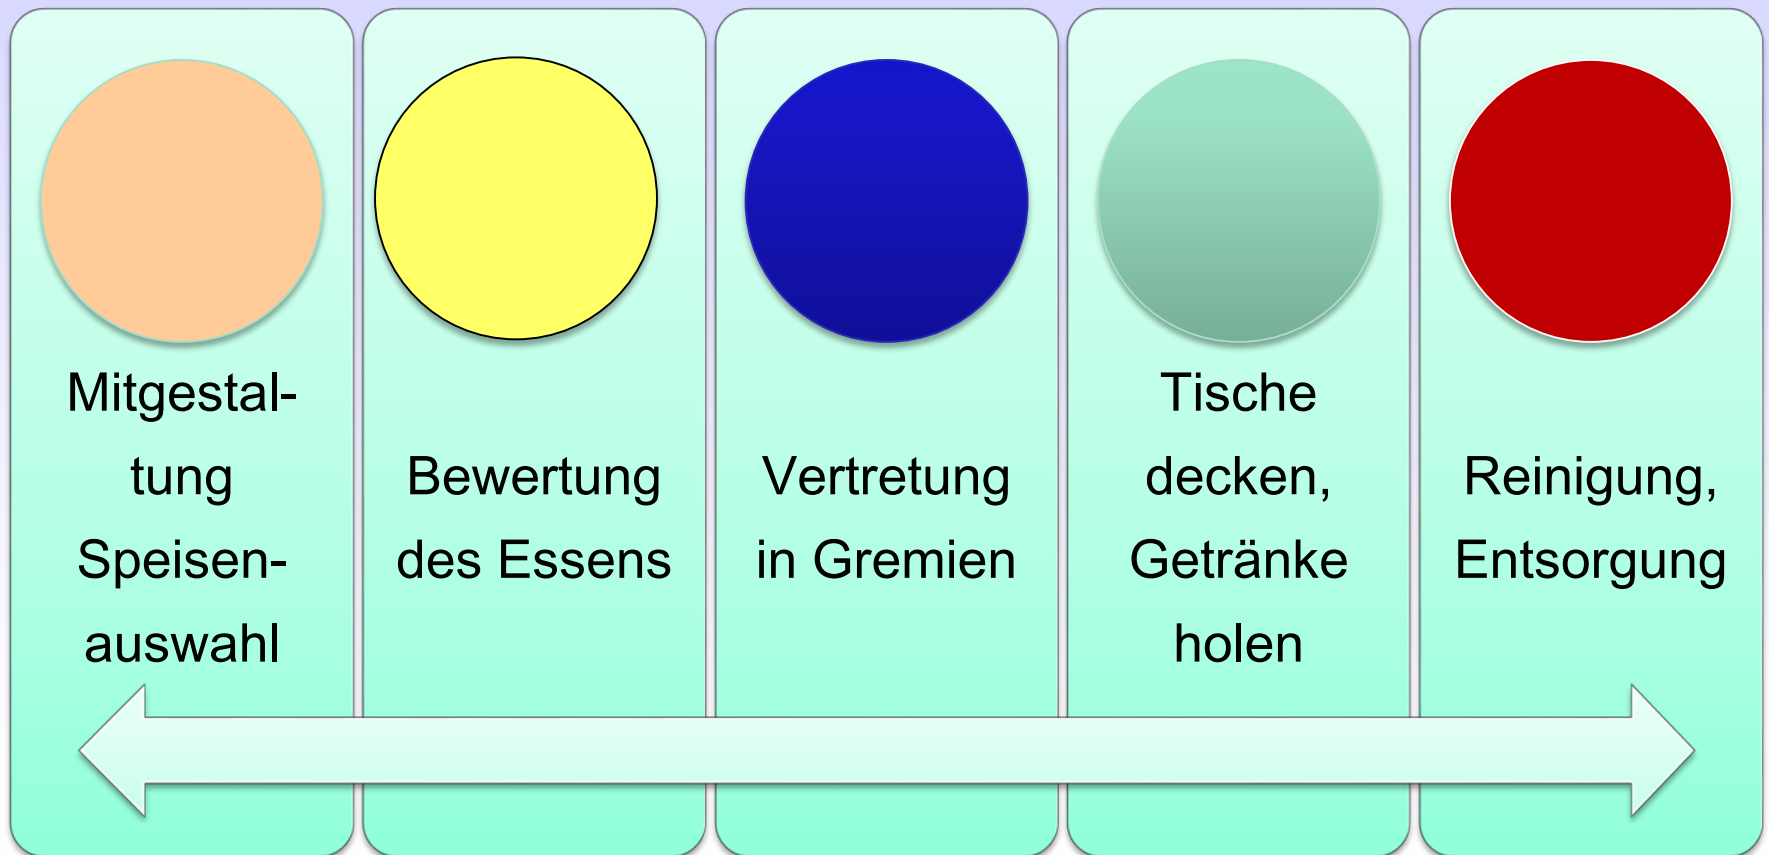 Mitgestal-
tung
Speisen-
auswahl
Bewertung
des Essens
Vertretung
in Gremien
Tische
decken,
Getränke
holen
Reinigung,
Entsorgung